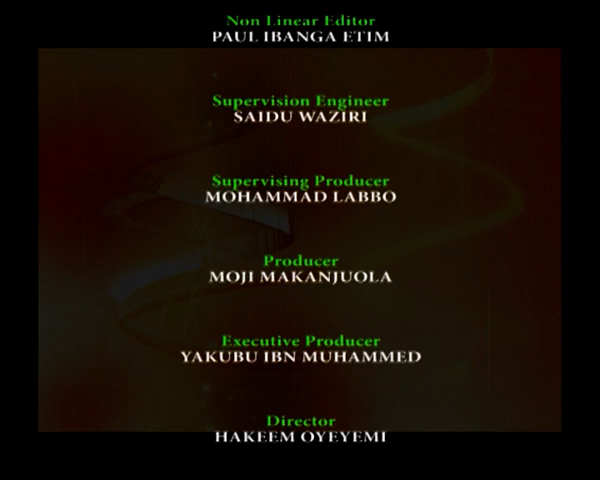 Non Linear Editor
PAUL IBANGA ETIM
Supervision Engineer
SAIDU WAZIRI
Supervising Producer
MOHAMMAD LABBO
Producer
MOJI MAKANJUOLA
Executive Producer
YAKUBU IBN MUHAMMED
Director
HAKEEM OYEYEMI